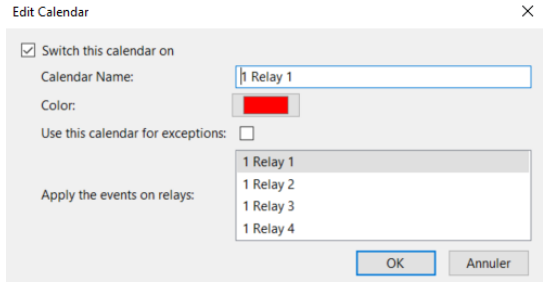 Edit Calendar
Switch this calendar on
Calendar Name:
1 Relay 1
Color:
Use this calendar for exceptions:
Apply the events on relays:
1 Relay 1
1 Relay 2
1 Relay 3
1 Relay 4
OK
Annuler